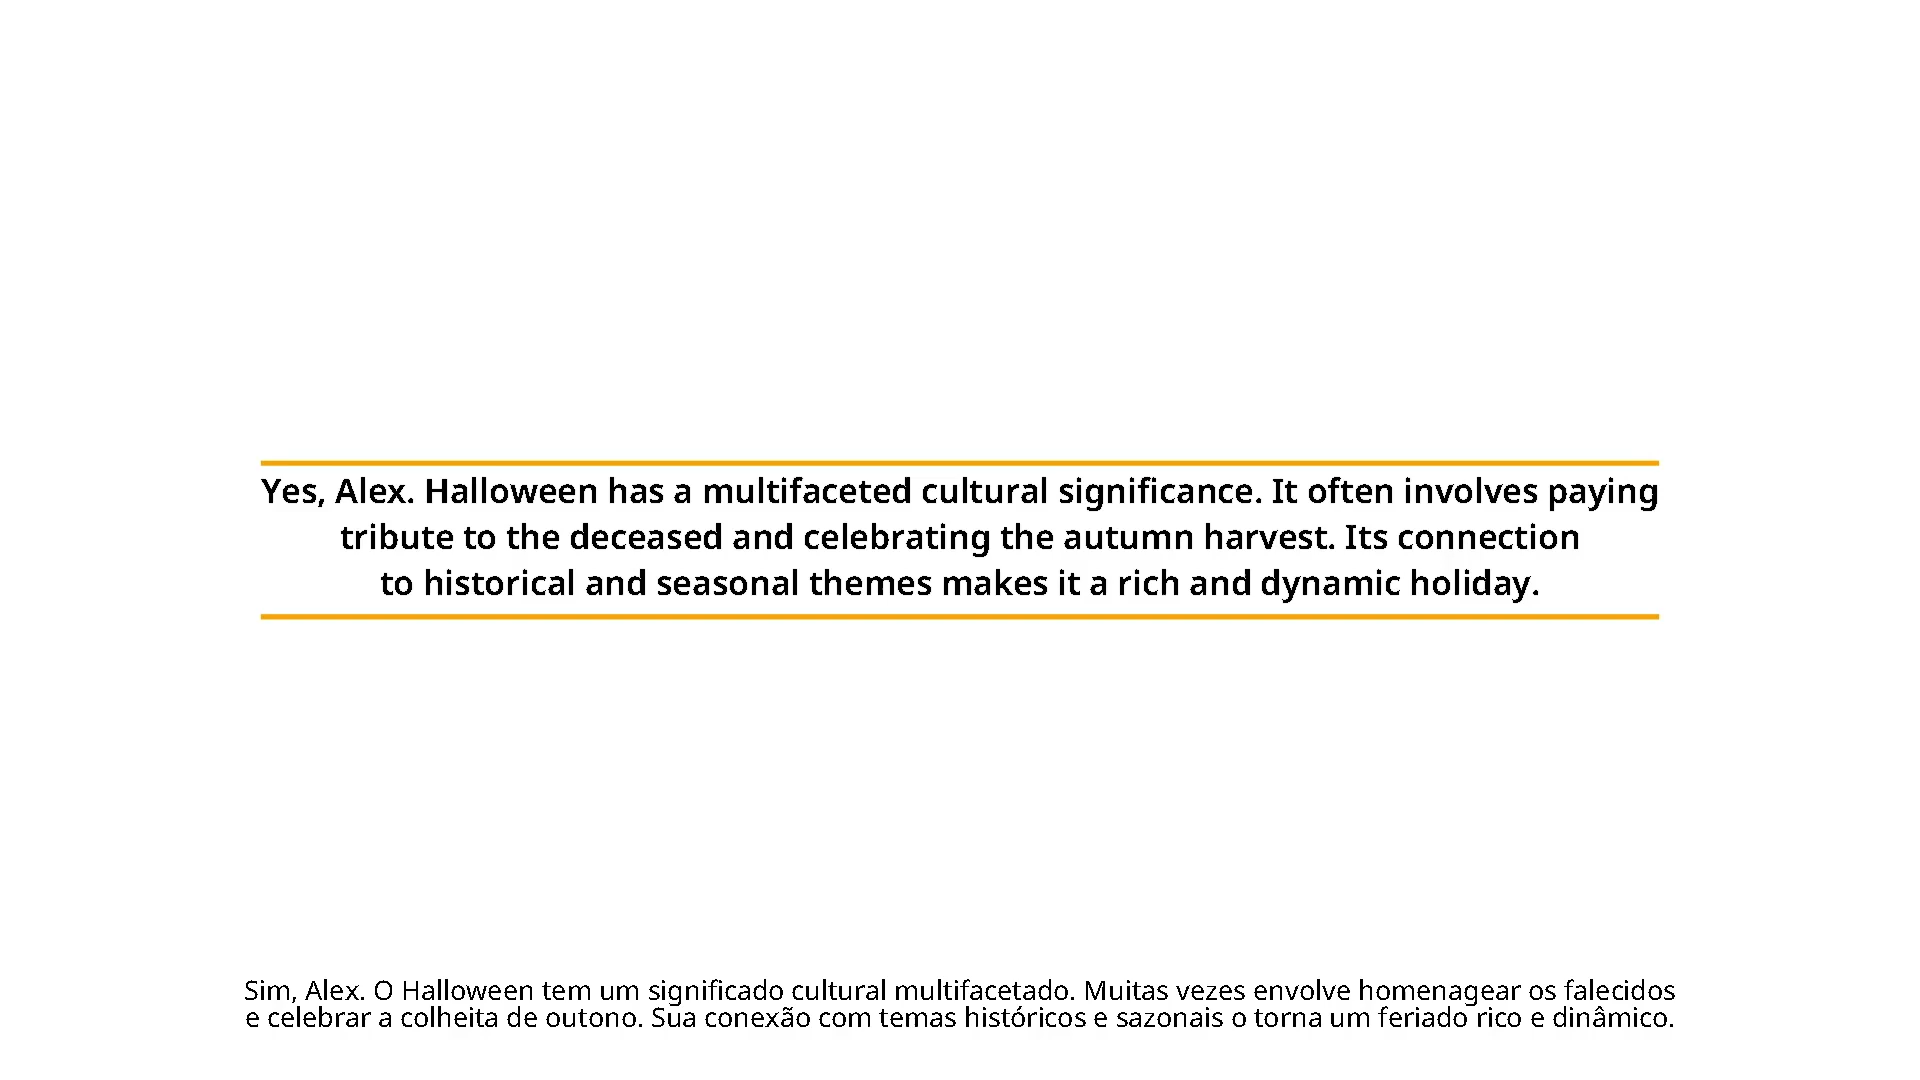 Yes, Alex. Halloween has a multifaceted cultural significance. It often involves paying
tribute to the deceased and celebrating the autumn harvest. Its connection
to historical and seasonal themes makes it a rich and dynamic holiday.
Sim, Alex. O Halloween tem um significado cultural multifacetado. Muitas vezes envolve homenagear os falecidos
e celebrar a colheita de outono. Sua conexão com temas históricos e sazonais o torna um feriado rico e dinâmico.